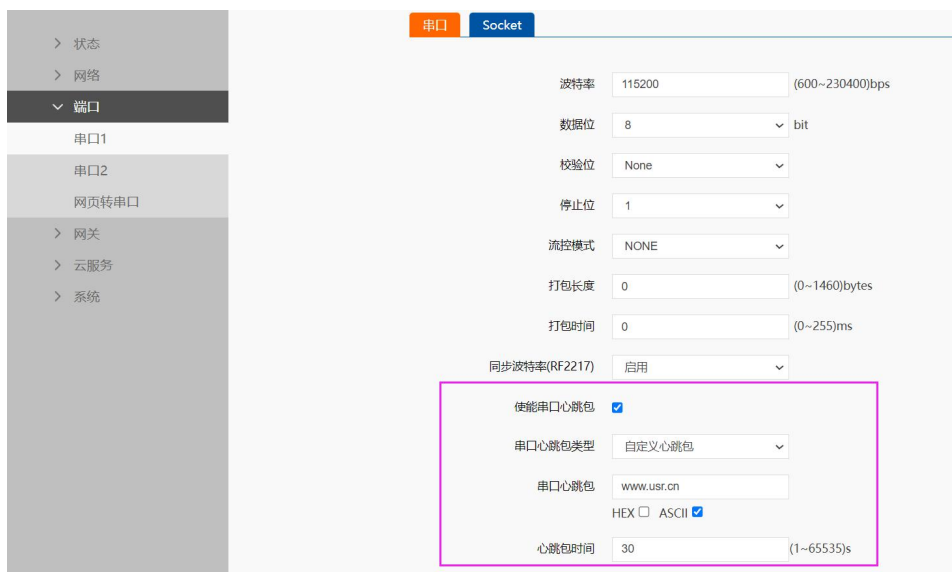 串口 Socket
状态
网络
端口
串口1
串口2
网页转串口
网关
云服务
系统
波特率 115200 (600~230400)bps
数据位 8 bit
校验位 None
停止位 1
流控模式 NONE
打包长度 0 (0~1460)bytes
打包时间 0 (0~255)ms
同步波特率(RF2217) 启用
使能串口心跳包
串口心跳包类型 自定义心跳包
串口心跳包 www.usr.cn
HEX ASCII
心跳包时间 30 (1~65535)s